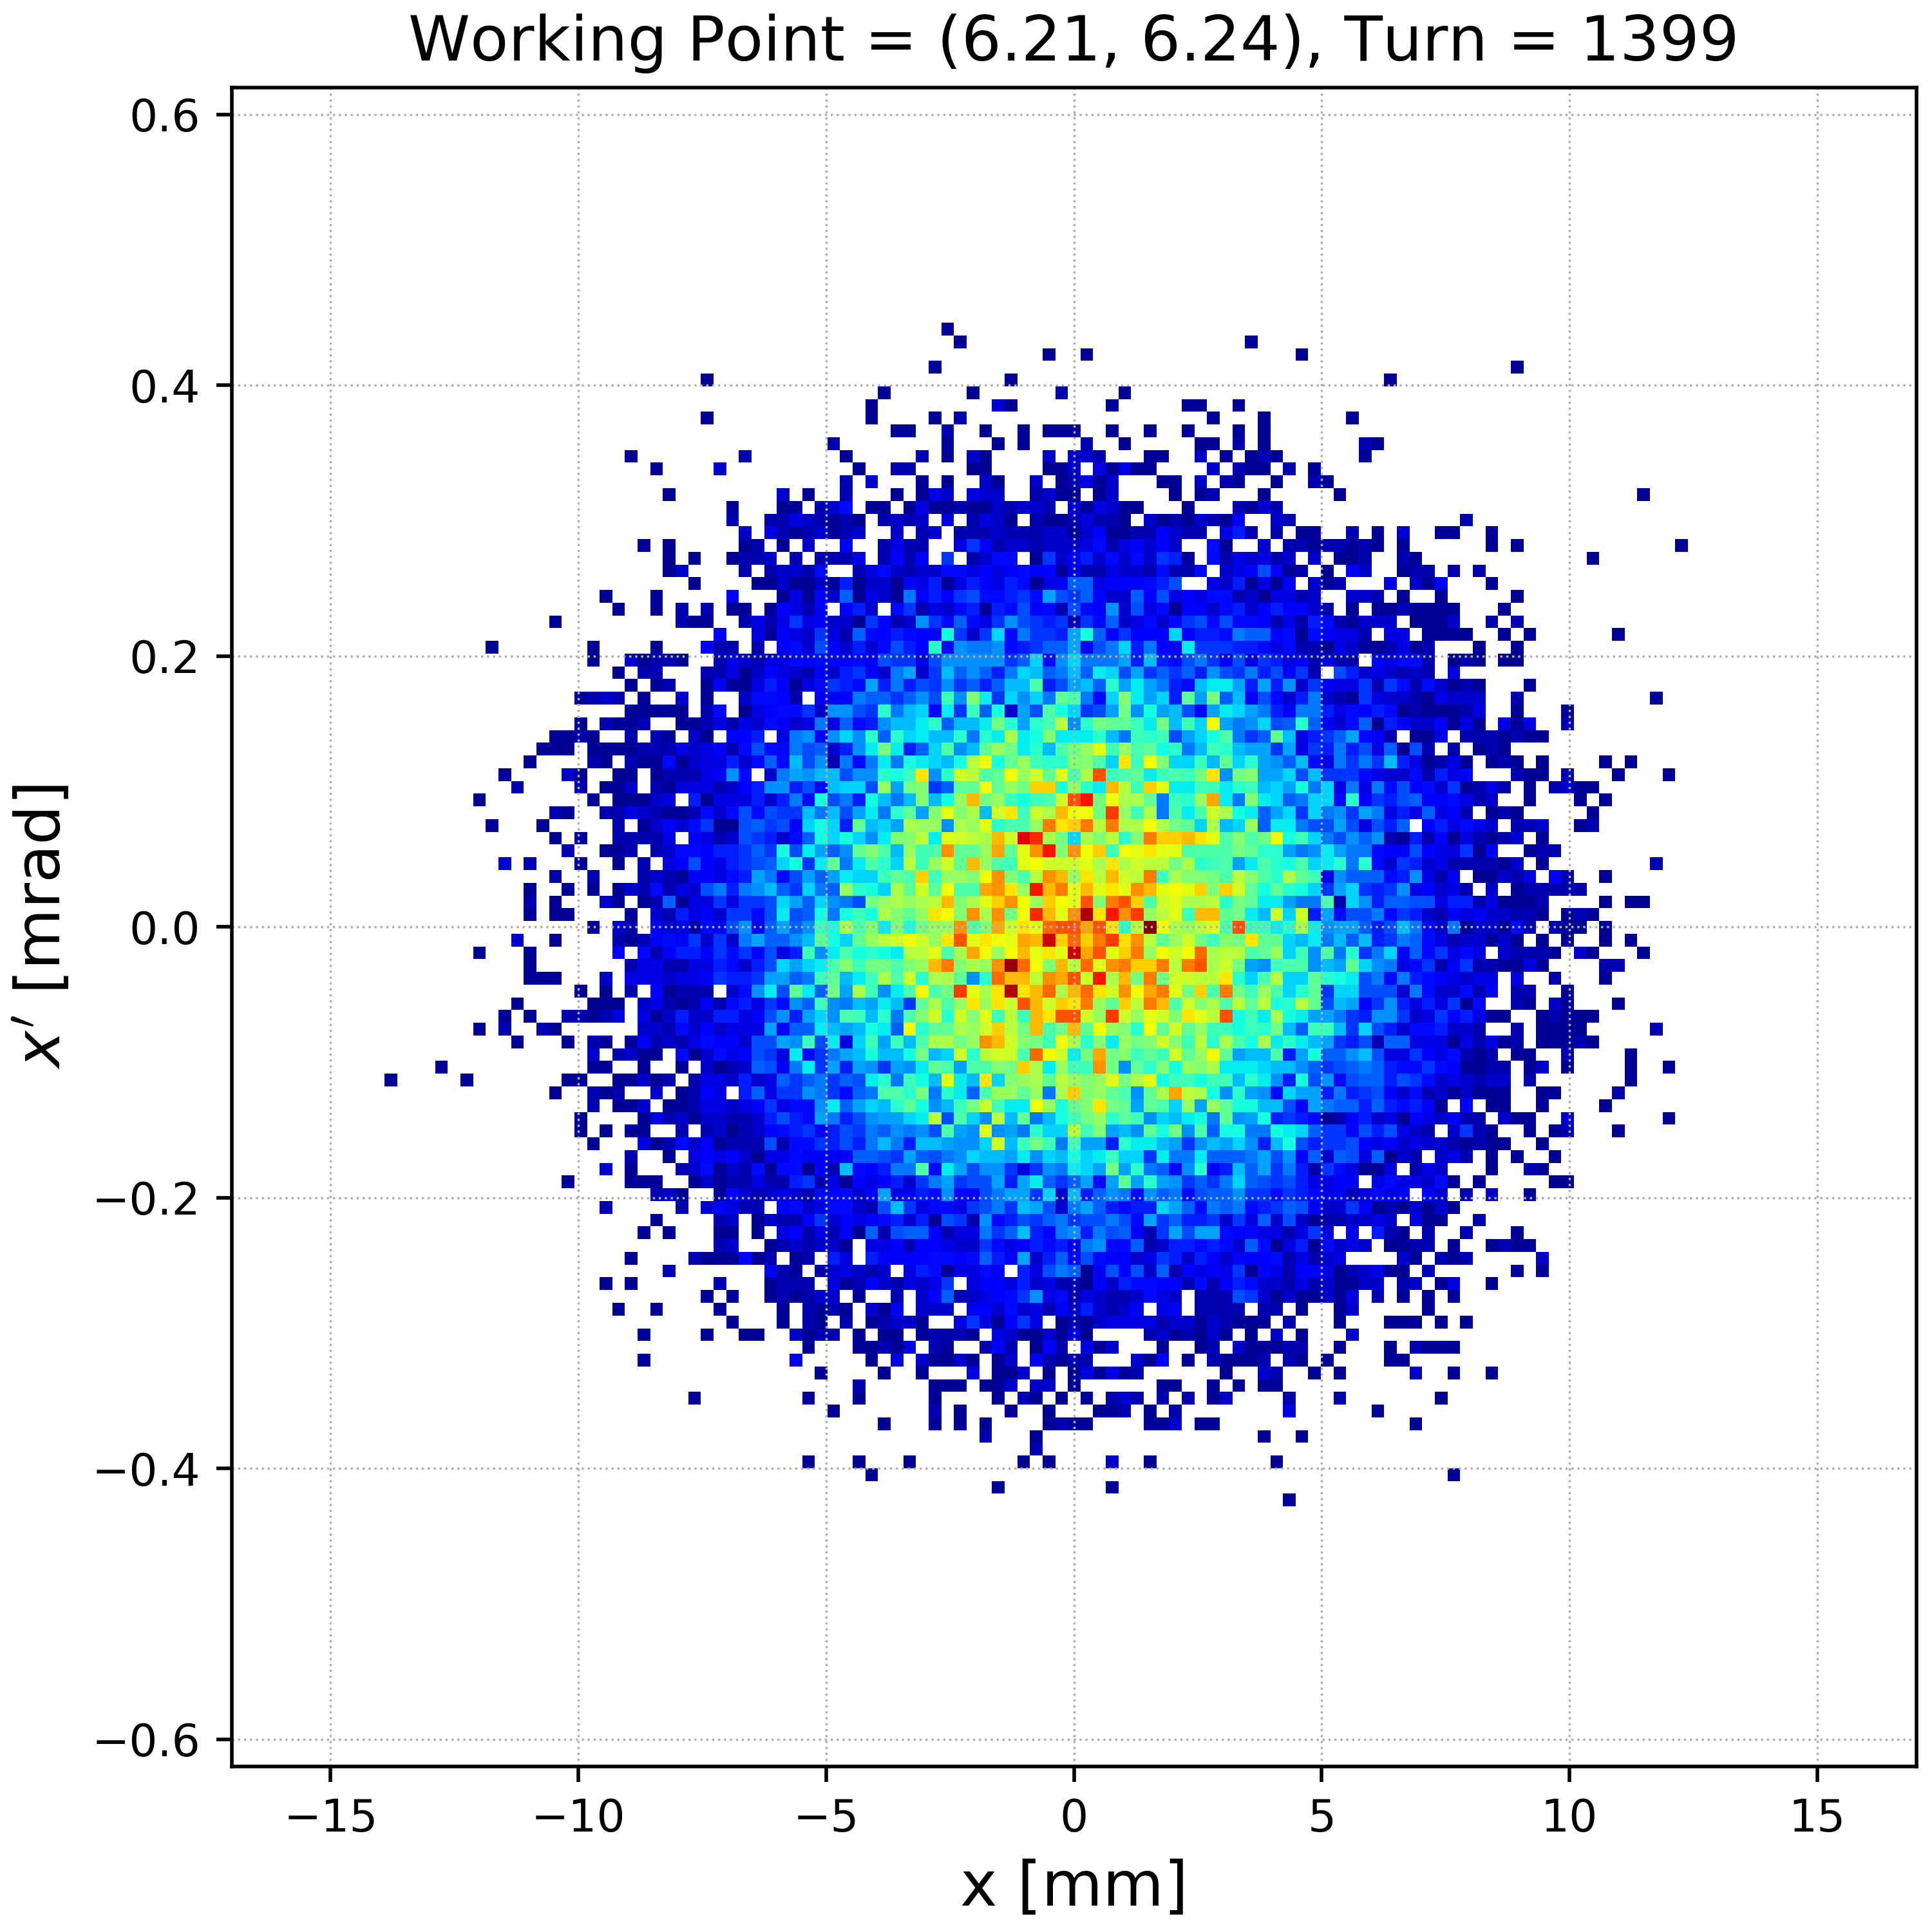 Working Point = (6.21, 6.24), Turn = 1399
0.6
0.4
0.2
0.0
−0.2
−0.4
−0.6
x′ [mrad]
−15 −10 −5 0 5 10 15
x [mm]